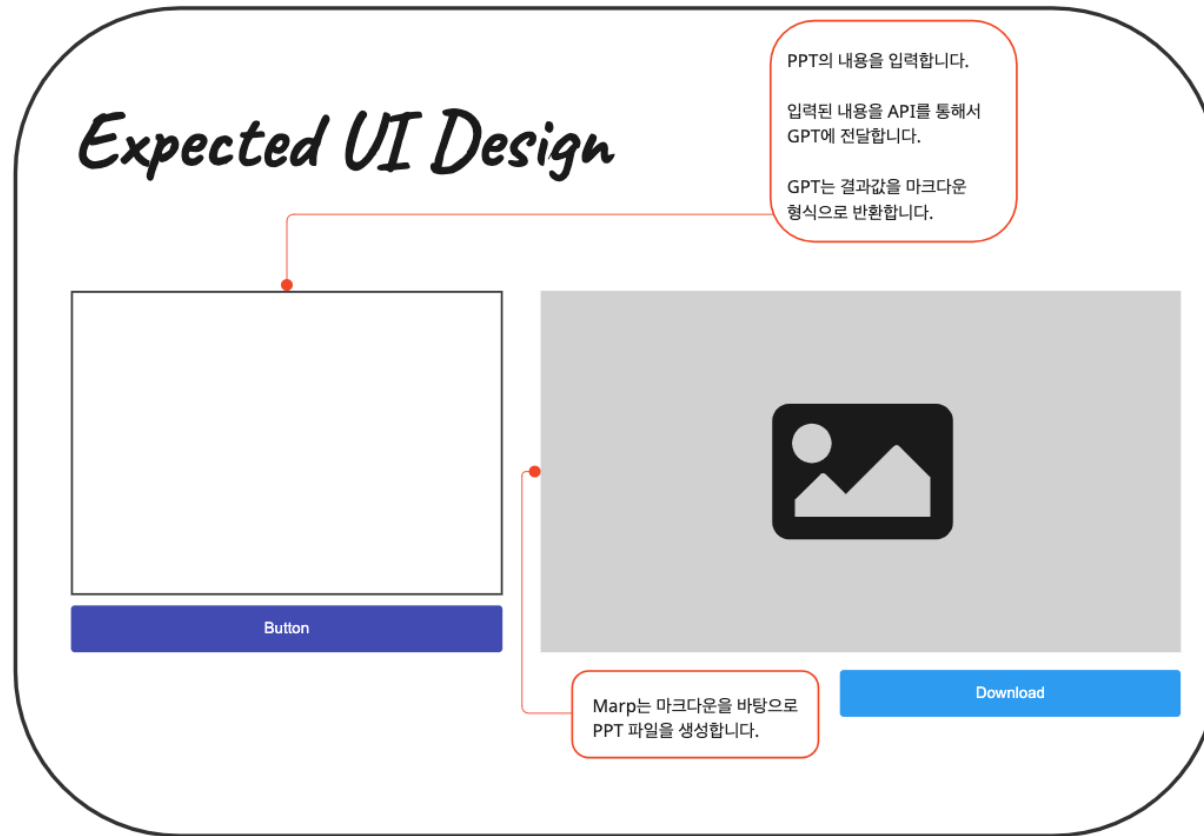 Expected UI Design
PPT의 내용을 입력합니다.
입력된 내용을 API를 통해서
GPT에 전달합니다.
GPT는 결과값을 마크다운
형식으로 반환합니다.
Button
Marp는 마크다운을 바탕으로
PPT 파일을 생성합니다.
Download